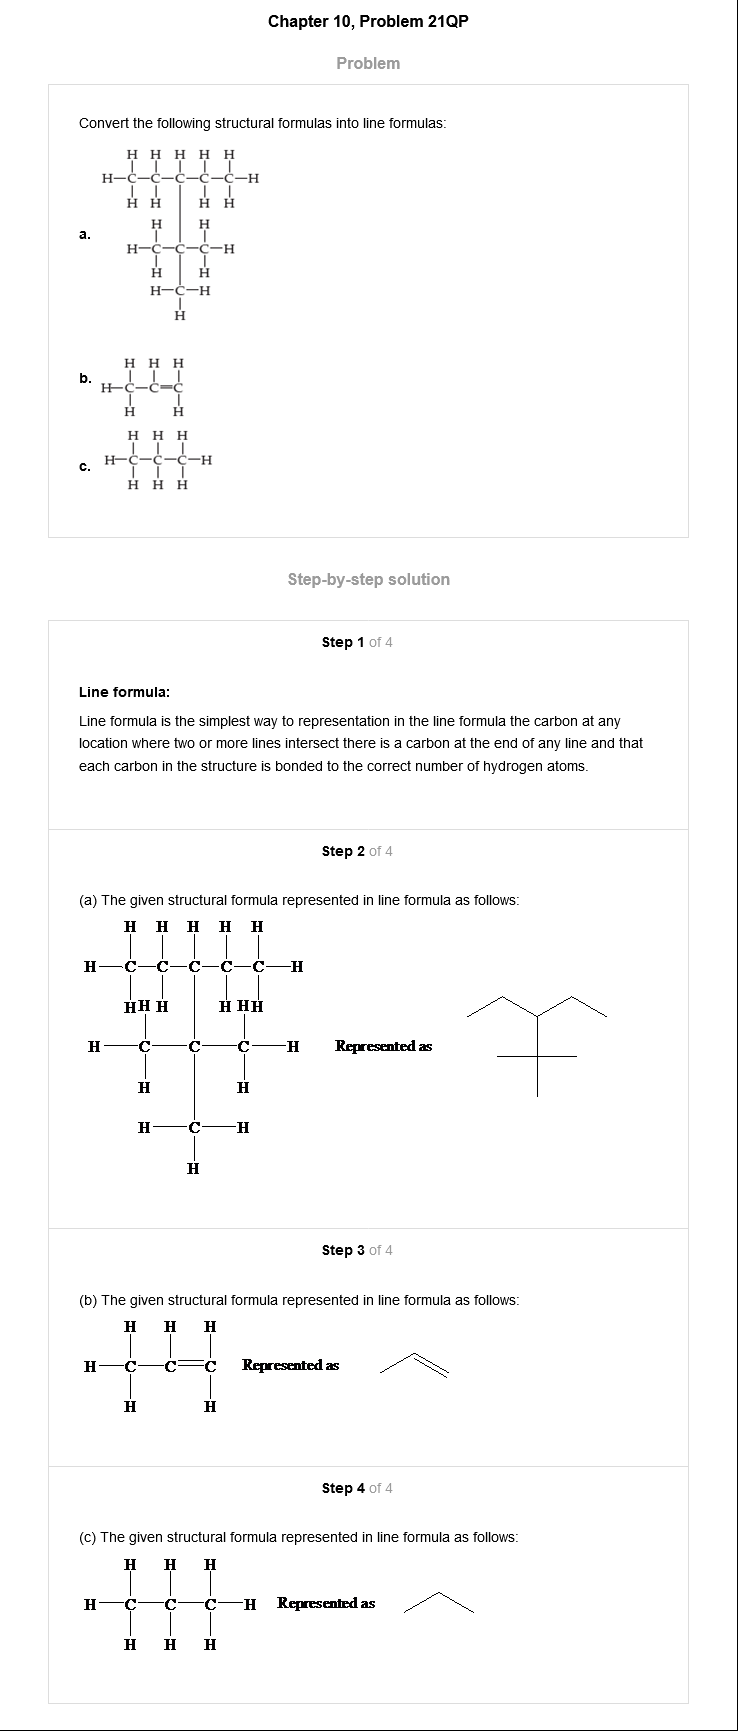 Chapter 10, Problem 21QP
Problem
Convert the following structural formulas into line formulas:
a.
H H H H H
H-C-C-C-C-C-H
H H H H
H H
H-C-C-C-H
H H
H-C-H
H
b.
H H H
H-C-C=C
H H
c.
H H H
H-C-C-C-H
H H H
Step-by-step solution
Step 1 of 4
Line formula:
Line formula is the simplest way to representation in the line formula the carbon at any
location where two or more lines intersect there is a carbon at the end of any line and that
each carbon in the structure is bonded to the correct number of hydrogen atoms.
Step 2 of 4
(a) The given structural formula represented in line formula as follows:
H H H H H
H-C-C-C-C-C-H
HH H H HH
H-C-C-C-H Represented as
H H
H-C-H
H
Step 3 of 4
(b) The given structural formula represented in line formula as follows:
H H H
H-C-C=C Represented as
H H
Step 4 of 4
(c) The given structural formula represented in line formula as follows:
H H H
H-C-C-C-H Represented as
H H H